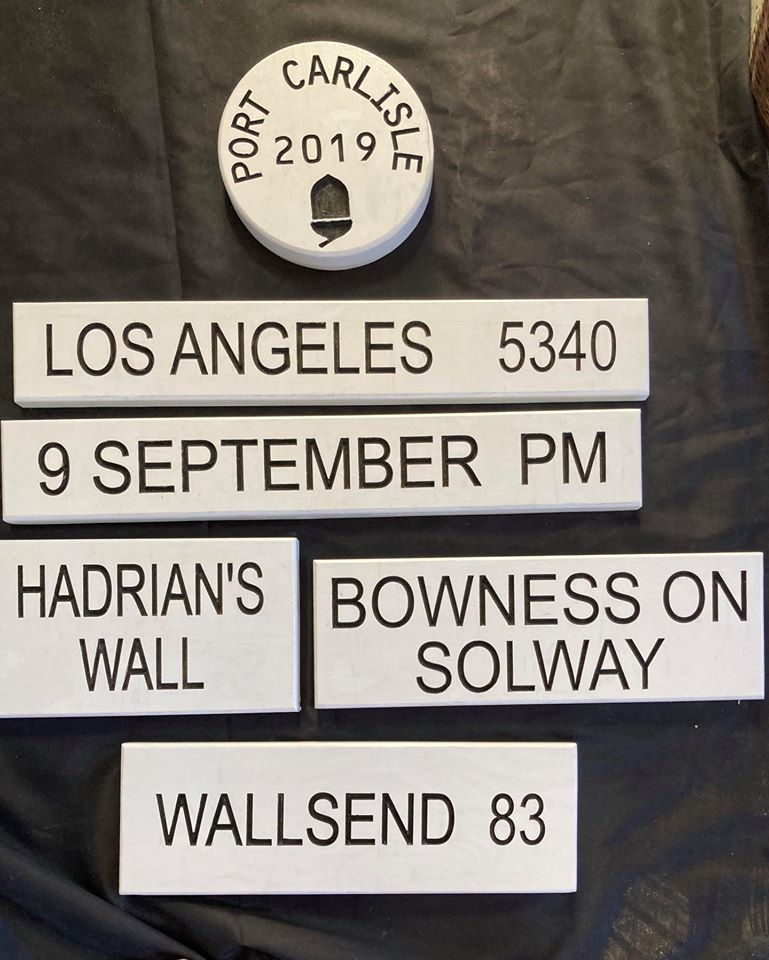 PORT CARLISLE
2019
LOS ANGELES 5340
9 SEPTEMBER PM
HADRIAN'S
WALL
BOWNESS ON
SOLWAY
WALLSEND 83